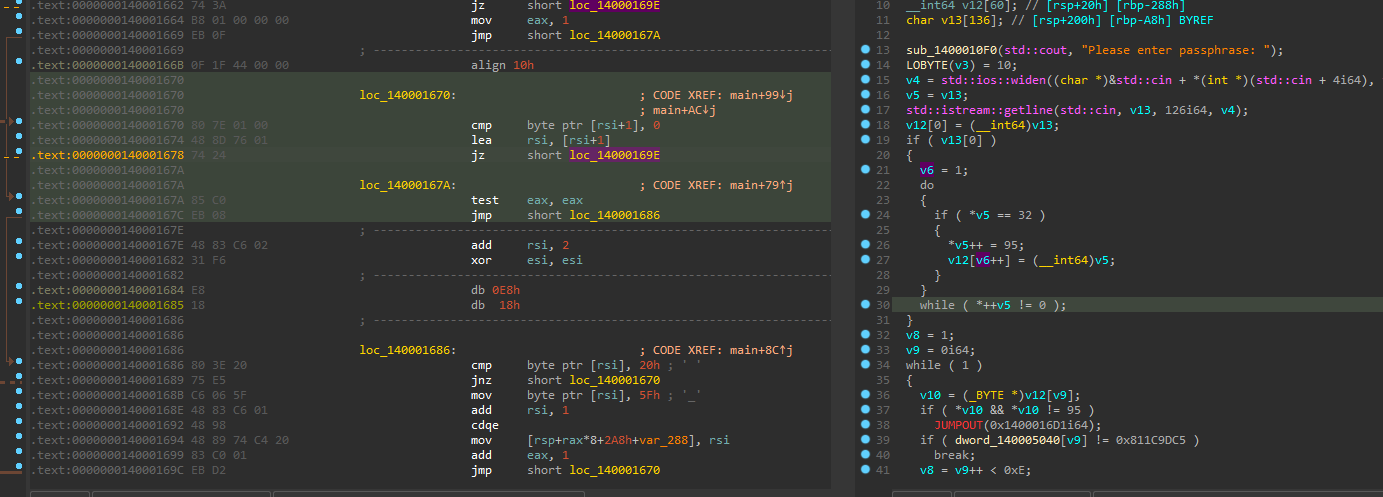 .text:0000000140001662 74 3A jz short loc_14000169E
.text:0000000140001664 B8 01 00 00 00 mov eax, 1
.text:0000000140001669 EB 0F jmp short loc_14000167A
.text:0000000140001669 ; ---------------------------------------------------------------------------
.text:000000014000166B 0F 1F 44 00 00 align 10h
.text:0000000140001670
.text:0000000140001670 loc_140001670: ; CODE XREF: main+99↓j
.text:0000000140001670 ; main+AC↓j
.text:0000000140001670 80 7E 01 00 cmp byte ptr [rsi+1], 0
.text:0000000140001674 48 8D 76 01 lea rsi, [rsi+1]
.text:0000000140001678 74 24 jz short loc_14000169E
.text:000000014000167A
.text:000000014000167A loc_14000167A: ; CODE XREF: main+79↑j
.text:000000014000167A 85 C0 test eax, eax
.text:000000014000167C EB 08 jmp short loc_140001686
.text:000000014000167E ; ---------------------------------------------------------------------------
.text:000000014000167E 48 83 C6 02 add rsi, 2
.text:0000000140001682 31 F6 xor esi, esi
.text:0000000140001682 ; ---------------------------------------------------------------------------
.text:0000000140001684 E8 db 0E8h
.text:0000000140001685 18 db 18h
.text:0000000140001686 ; ---------------------------------------------------------------------------
.text:0000000140001686
.text:0000000140001686 loc_140001686: ; CODE XREF: main+8C↑j
.text:0000000140001686 80 3E 20 cmp byte ptr [rsi], 20h ; ' '
.text:0000000140001689 75 E5 jnz short loc_140001670
.text:000000014000168B C6 06 5F mov byte ptr [rsi], 5Fh ; '_'
.text:000000014000168E 48 83 C6 01 add rsi, 1
.text:0000000140001692 48 98 cdqe
.text:0000000140001694 48 89 74 C4 20 mov [rsp+rax*8+2A8h+var_288], rsi
.text:0000000140001699 83 C0 01 add eax, 1
.text:000000014000169C EB D2 jmp short loc_140001670
10 __int64 v12[60]; // [rsp+20h] [rbp-288h]
11 char v13[136]; // [rsp+200h] [rbp-A8h] BYREF
12
13 sub_1400010F0(std::cout, "Please enter passphrase: ");
14 LOBYTE(v3) = 10;
15 v4 = std::ios::widen((char *)&std::cin + *(int *)(std::cin + 4i64),
16 v5 = v13;
17 std::istream::getline(std::cin, v13, 126i64, v4);
18 v12[0] = (__int64)v13;
19 if ( v13[0] )
20 {
21 v6 = 1;
22 do
23 {
24 if ( *v5 == 32 )
25 {
26 *v5++ = 95;
27 v12[v6++] = (__int64)v5;
28 }
29 }
30 while ( *++v5 != 0 );
31 }
32 v8 = 1;
33 v9 = 0i64;
34 while ( 1 )
35 {
36 v10 = (_BYTE *)v12[v9];
37 if ( *v10 && *v10 != 95 )
38 JUMPOUT(0x1400016D1i64);
39 if ( dword_140005040[v9] != 0x811C9DC5 )
40 break;
41 v8 = v9++ < 0xE;